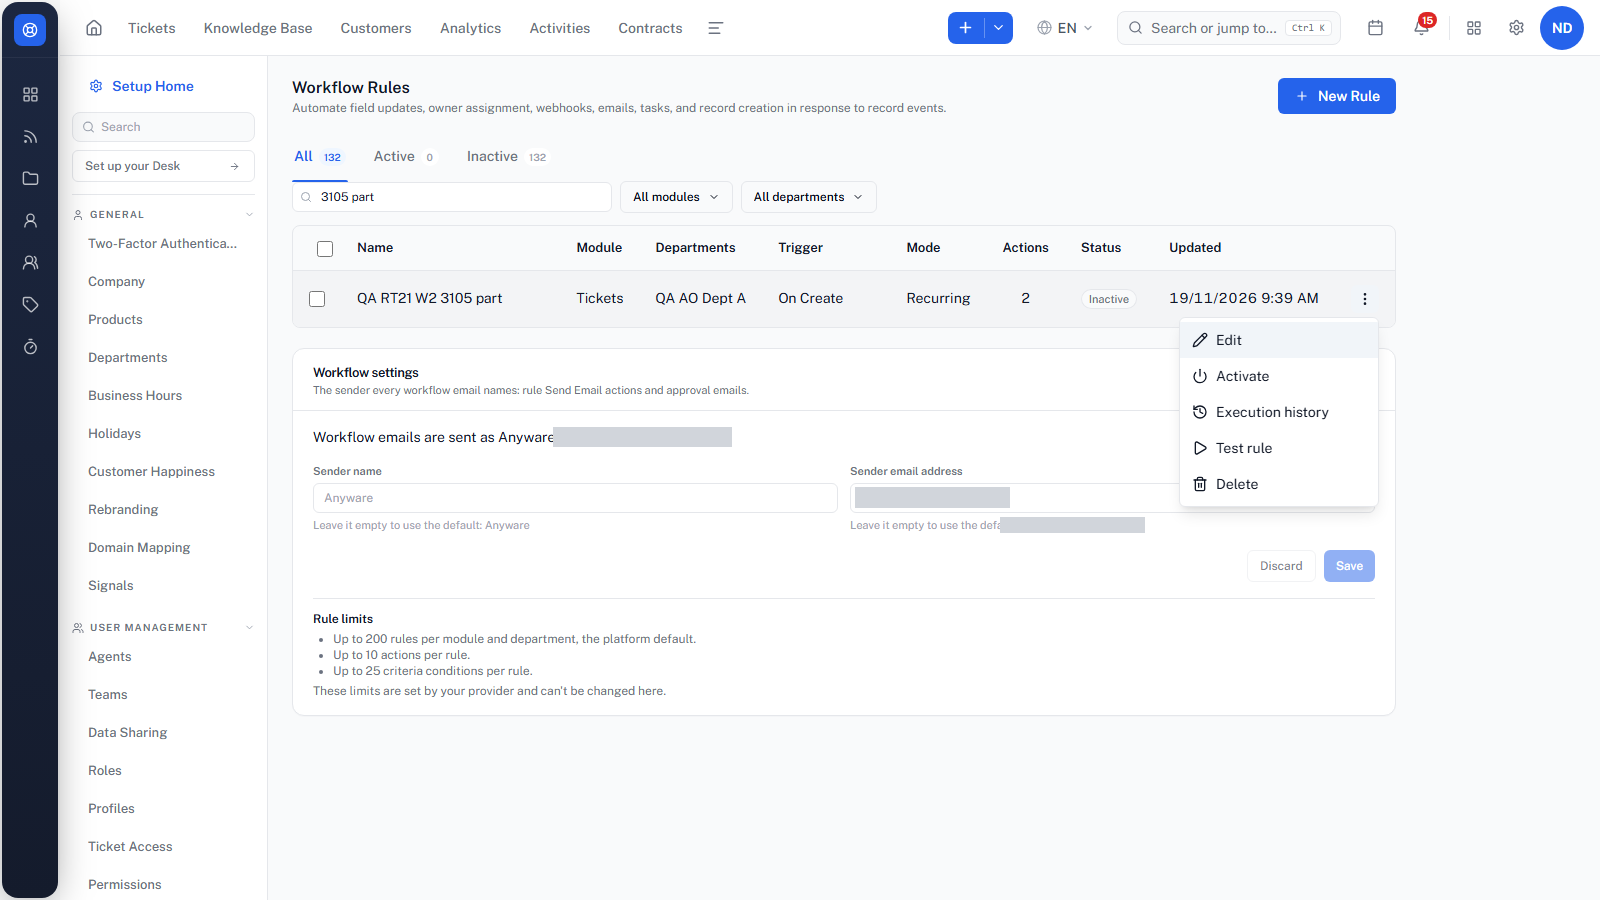 Tickets
Knowledge Base
Customers
Analytics
Activities
Contracts
EN
Search or jump to...
Ctrl K
15
ND
Setup Home
Search
Set up your Desk
GENERAL
Two-Factor Authentica...
Company
Products
Departments
Business Hours
Holidays
Customer Happiness
Rebranding
Domain Mapping
Signals
USER MANAGEMENT
Agents
Teams
Data Sharing
Roles
Profiles
Ticket Access
Permissions
Workflow Rules
Automate field updates, owner assignment, webhooks, emails, tasks, and record creation in response to record events.
New Rule
All 132
Active 0
Inactive 132
3105 part
All modules
All departments
Name Module Departments Trigger Mode Actions Status Updated
QA RT21 W2 3105 part Tickets QA AO Dept A On Create Recurring 2 Inactive 19/11/2026 9:39 AM
Edit
Activate
Execution history
Test rule
Delete
Workflow settings
The sender every workflow email names: rule Send Email actions and approval emails.
Workflow emails are sent as Anyware
Sender name
Anyware
Leave it empty to use the default: Anyware
Sender email address
Leave it empty to use the
Discard
Save
Rule limits
Up to 200 rules per module and department, the platform default.
Up to 10 actions per rule.
Up to 25 criteria conditions per rule.
These limits are set by your provider and can't be changed here.